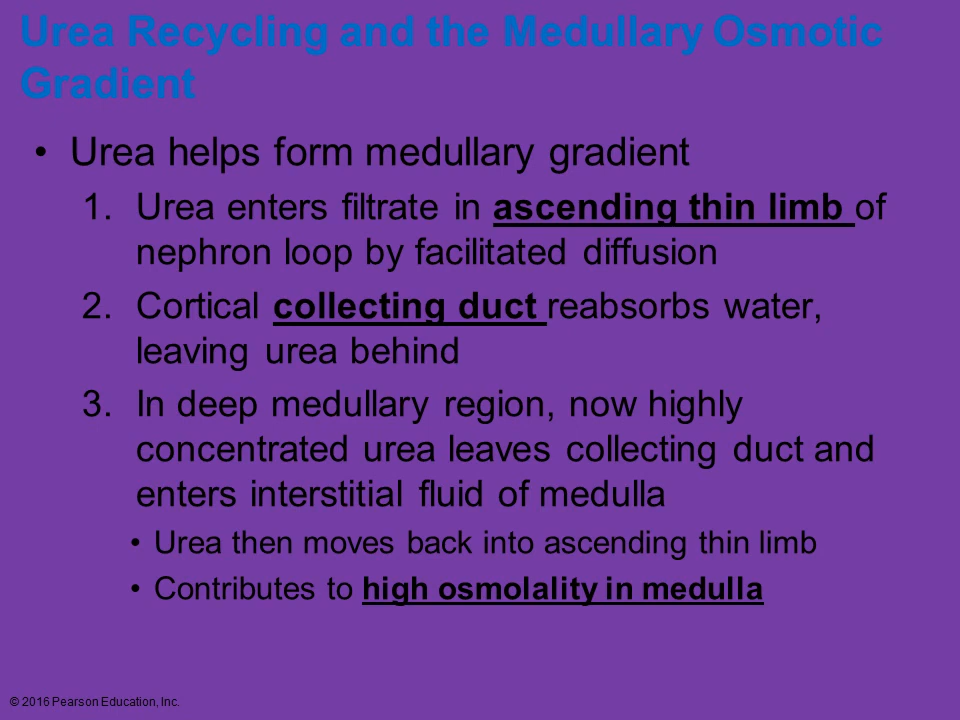 Urea Recycling and the Medullary Osmotic
Gradient
• Urea helps form medullary gradient
1. Urea enters filtrate in ascending thin limb of
nephron loop by facilitated diffusion
2. Cortical collecting duct reabsorbs water,
leaving urea behind
3. In deep medullary region, now highly
concentrated urea leaves collecting duct and
enters interstitial fluid of medulla
• Urea then moves back into ascending thin limb
• Contributes to high osmolality in medulla
© 2016 Pearson Education, Inc.